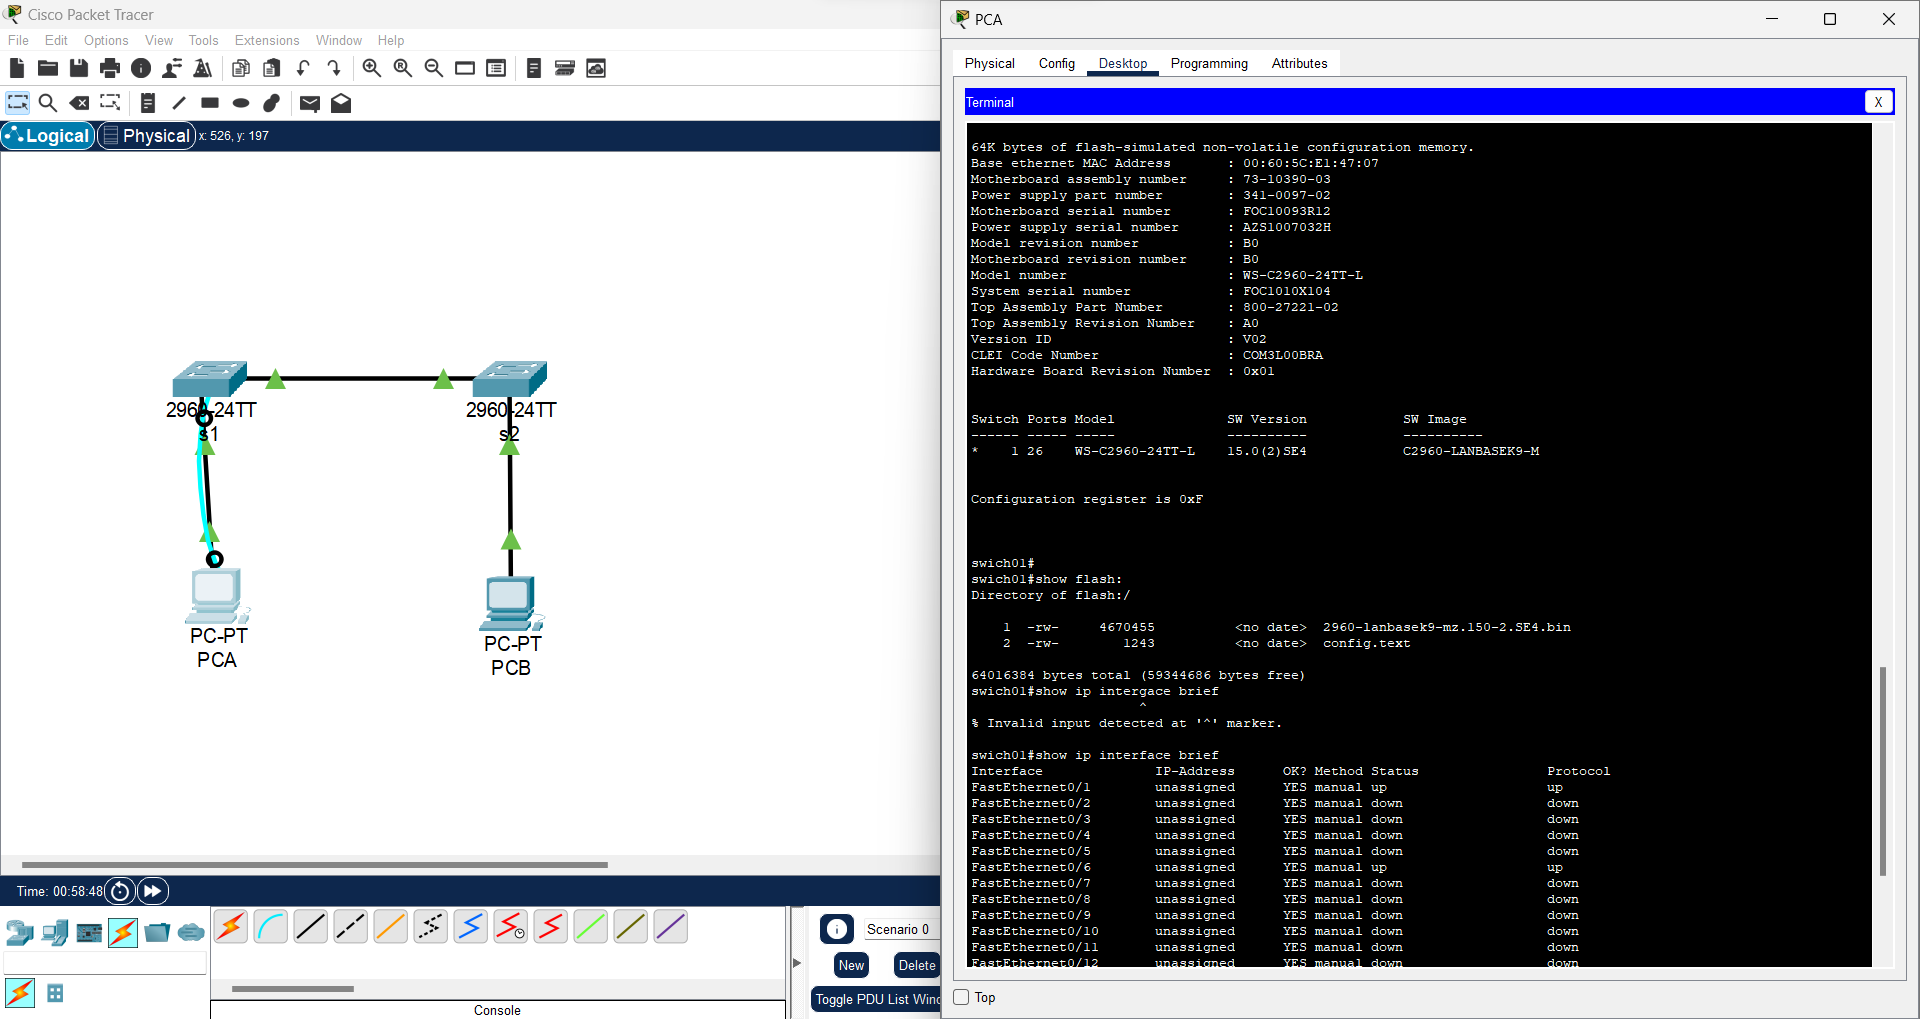 Cisco Packet Tracer
File Edit Options View Tools Extensions Window Help
Logical Physical x: 526, y: 197
2960-24TT
s1
2960-24TT
s2
PC-PT
PCA
PC-PT
PCB
Time: 00:58:48
Scenario 0
New Delete
Toggle PDU List Wind
Console
PCA
Physical Config Desktop Programming Attributes
Terminal X
64K bytes of flash-simulated non-volatile configuration memory.
Base ethernet MAC Address : 00:60:5C:E1:47:07
Motherboard assembly number : 73-10390-03
Power supply part number : 341-0097-02
Motherboard serial number : FOC10093R12
Power supply serial number : AZS1007032H
Model revision number : B0
Motherboard revision number : B0
Model number : WS-C2960-24TT-L
System serial number : FOC1010X104
Top Assembly Part Number : 800-27221-02
Top Assembly Revision Number : A0
Version ID : V02
CLEI Code Number : COM3L00BRA
Hardware Board Revision Number : 0x01
Switch Ports Model SW Version SW Image
------ ----- ----- ---------- ----------
* 1 26 WS-C2960-24TT-L 15.0(2)SE4 C2960-LANBASEK9-M
Configuration register is 0xF
swich01#
swich01#show flash:
Directory of flash:/
1 -rw- 4670455 <no date> 2960-lanbasek9-mz.150-2.SE4.bin
2 -rw- 1243 <no date> config.text
64016384 bytes total (59344686 bytes free)
swich01#show ip intergace brief
^
% Invalid input detected at '^' marker.
swich01#show ip interface brief
Interface IP-Address OK? Method Status Protocol
FastEthernet0/1 unassigned YES manual up up
FastEthernet0/2 unassigned YES manual down down
FastEthernet0/3 unassigned YES manual down down
FastEthernet0/4 unassigned YES manual down down
FastEthernet0/5 unassigned YES manual down down
FastEthernet0/6 unassigned YES manual up up
FastEthernet0/7 unassigned YES manual down down
FastEthernet0/8 unassigned YES manual down down
FastEthernet0/9 unassigned YES manual down down
FastEthernet0/10 unassigned YES manual down down
FastEthernet0/11 unassigned YES manual down down
FastEthernet0/12 unassigned YES manual down down
Top